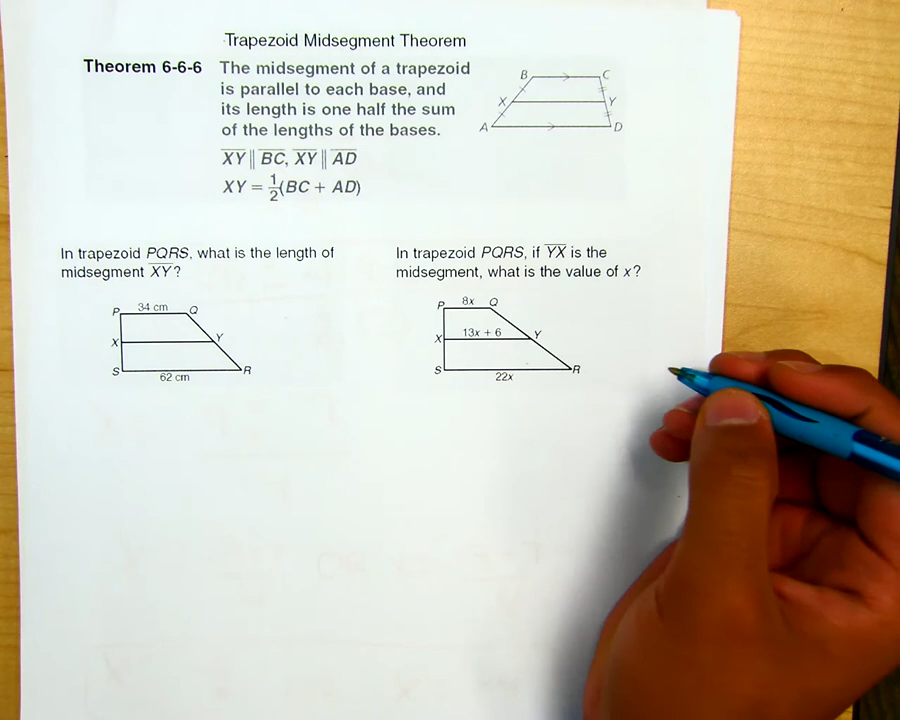 Trapezoid Midsegment Theorem
Theorem 6-6-6 The midsegment of a trapezoid
is parallel to each base, and
its length is one half the sum
of the lengths of the bases.
XY || BC, XY || AD
XY = 1/2(BC + AD)
B C
X Y
A D
In trapezoid PQRS, what is the length of
midsegment XY?
P 34 cm Q
X Y
S 62 cm R
In trapezoid PQRS, if YX is the
midsegment, what is the value of x?
P 8x Q
X 13x + 6 Y
S 22x R